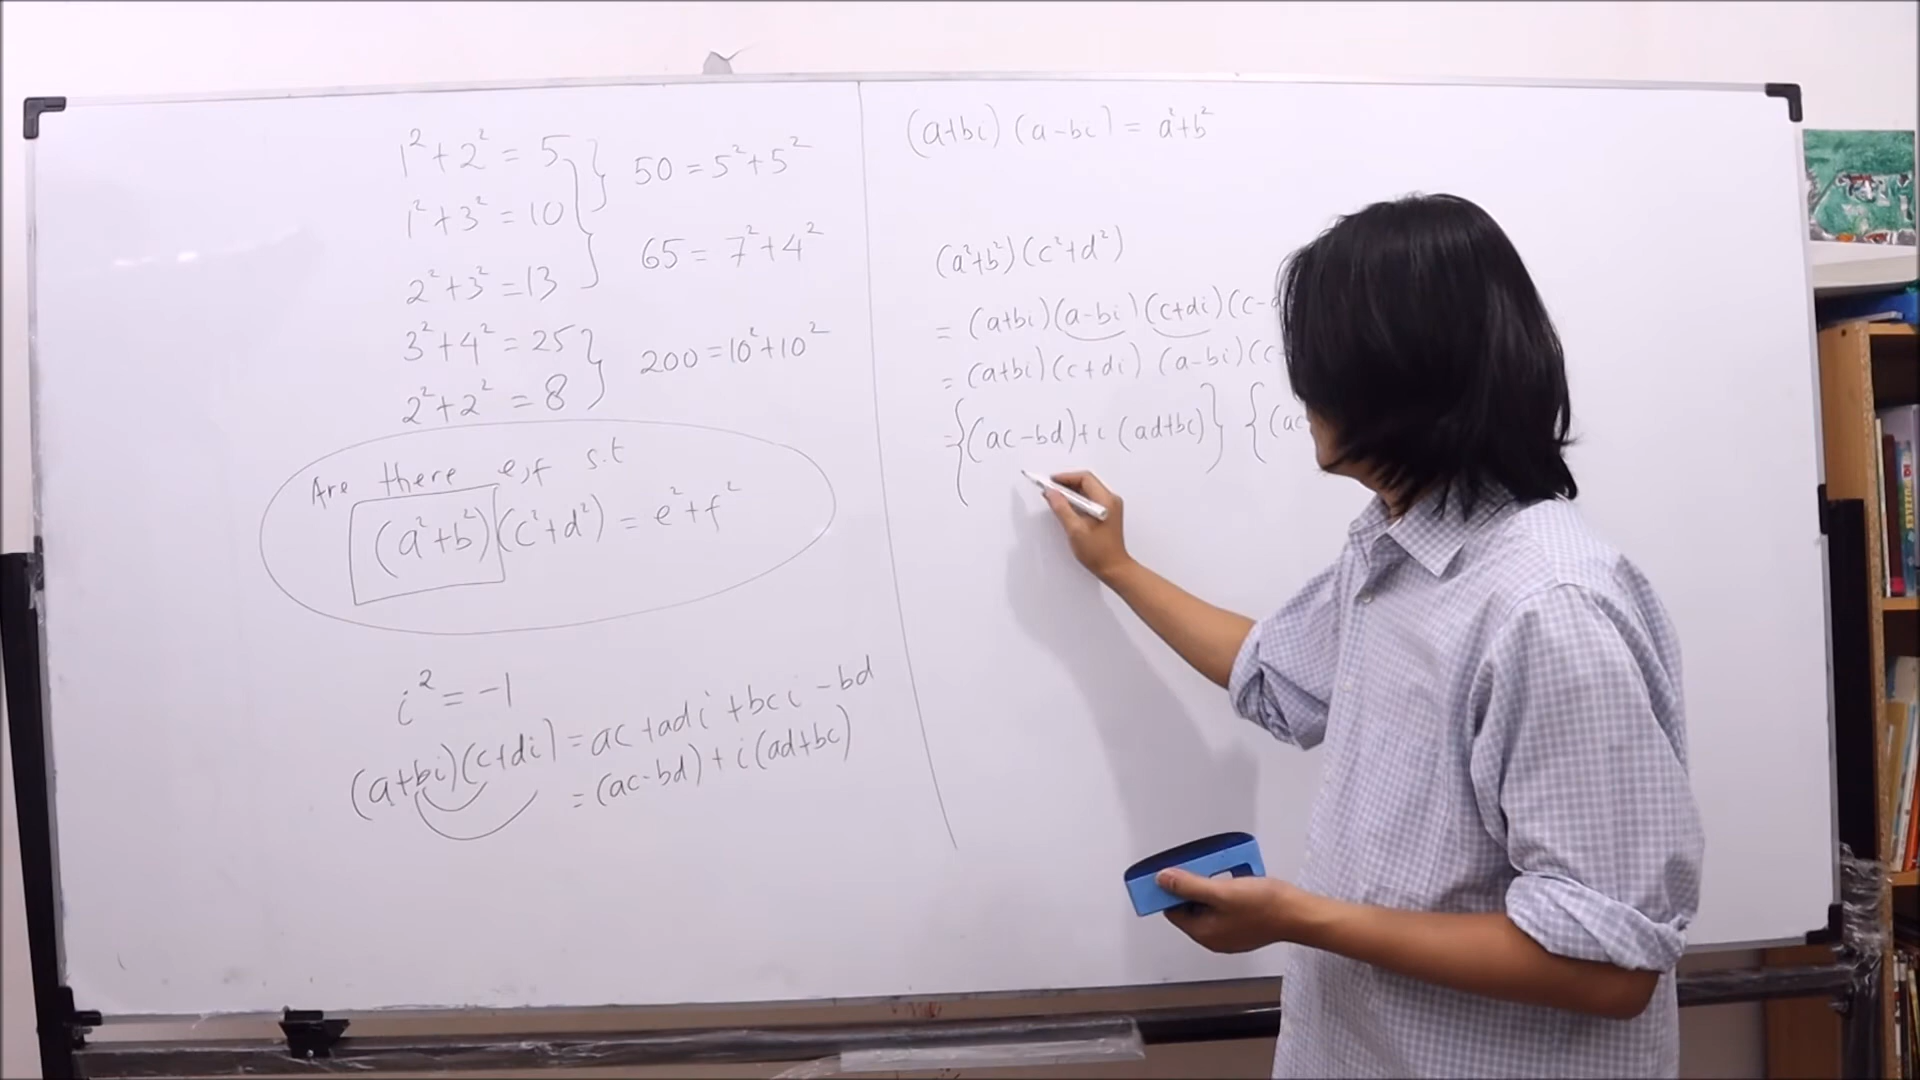 1² + 2² = 5
1² + 3² = 10
2² + 3² = 13
3² + 4² = 25
2² + 2² = 8
50 = 5² + 5²
65 = 7² + 4²
200 = 10² + 10²
Are there e,f s.t
(a²+b²)(c²+d²) = e²+f²
i² = -1
(a+bi)(c+di) = ac + adi + bci - bd
= (ac-bd) + i(ad+bc)
(a+bi)(a-bi) = a²+b²
(a²+b²)(c²+d²)
= (a+bi)(a-bi)(c+di)(c-d
= (a+bi)(c+di)(a-bi)(c-
= {(ac-bd)+i(ad+bc)} {(ac
(